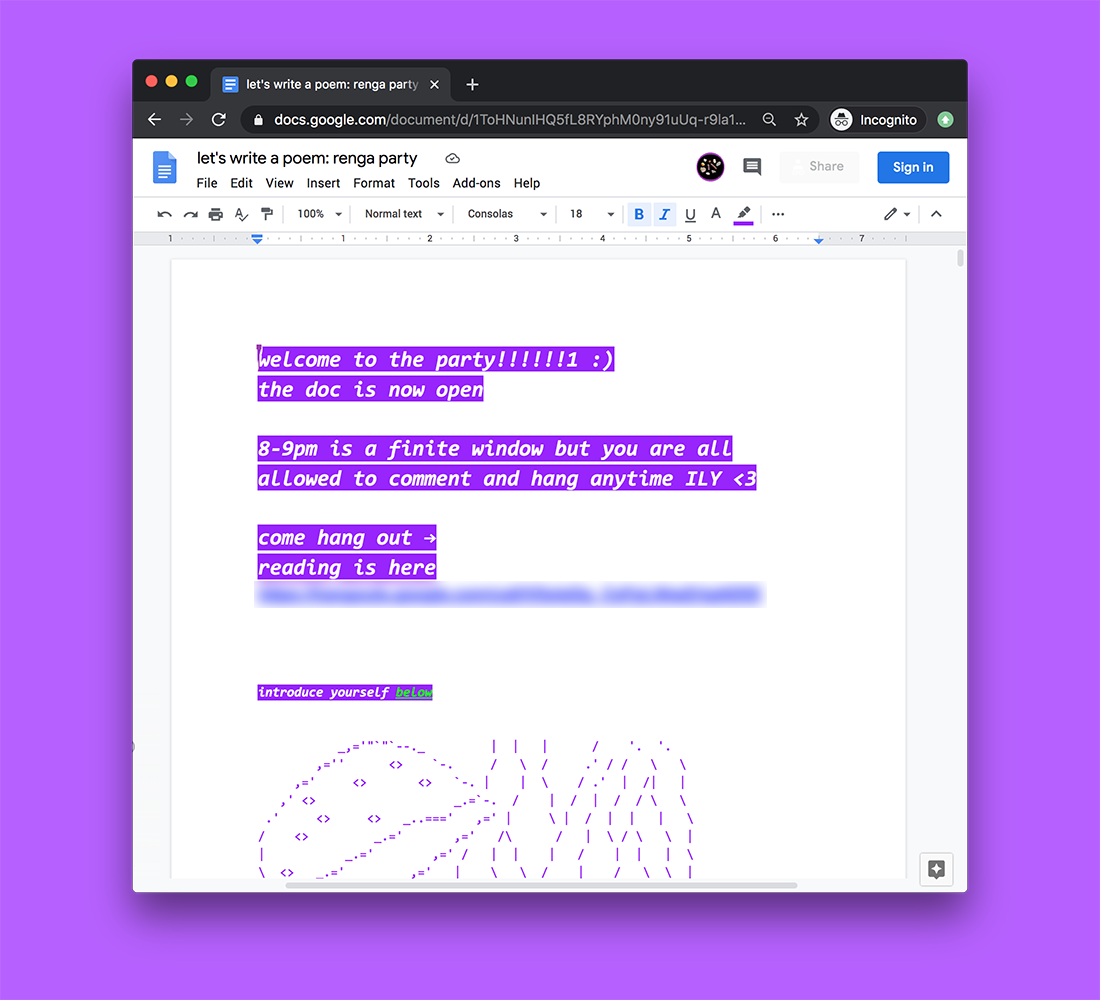 let's write a poem: renga party
docs.google.com/document/d/1ToHNunIHQ5fL8RYphM0ny91uUq-r9la1...
Incognito
let's write a poem: renga party
Share
Sign in
File Edit View Insert Format Tools Add-ons Help
100% Normal text Consolas 18 B I U A
1 1 2 3 4 5 6 7
welcome to the party!!!!!!1 :)
the doc is now open
8-9pm is a finite window but you are all
allowed to comment and hang anytime ILY <3
come hang out →
reading is here
introduce yourself below